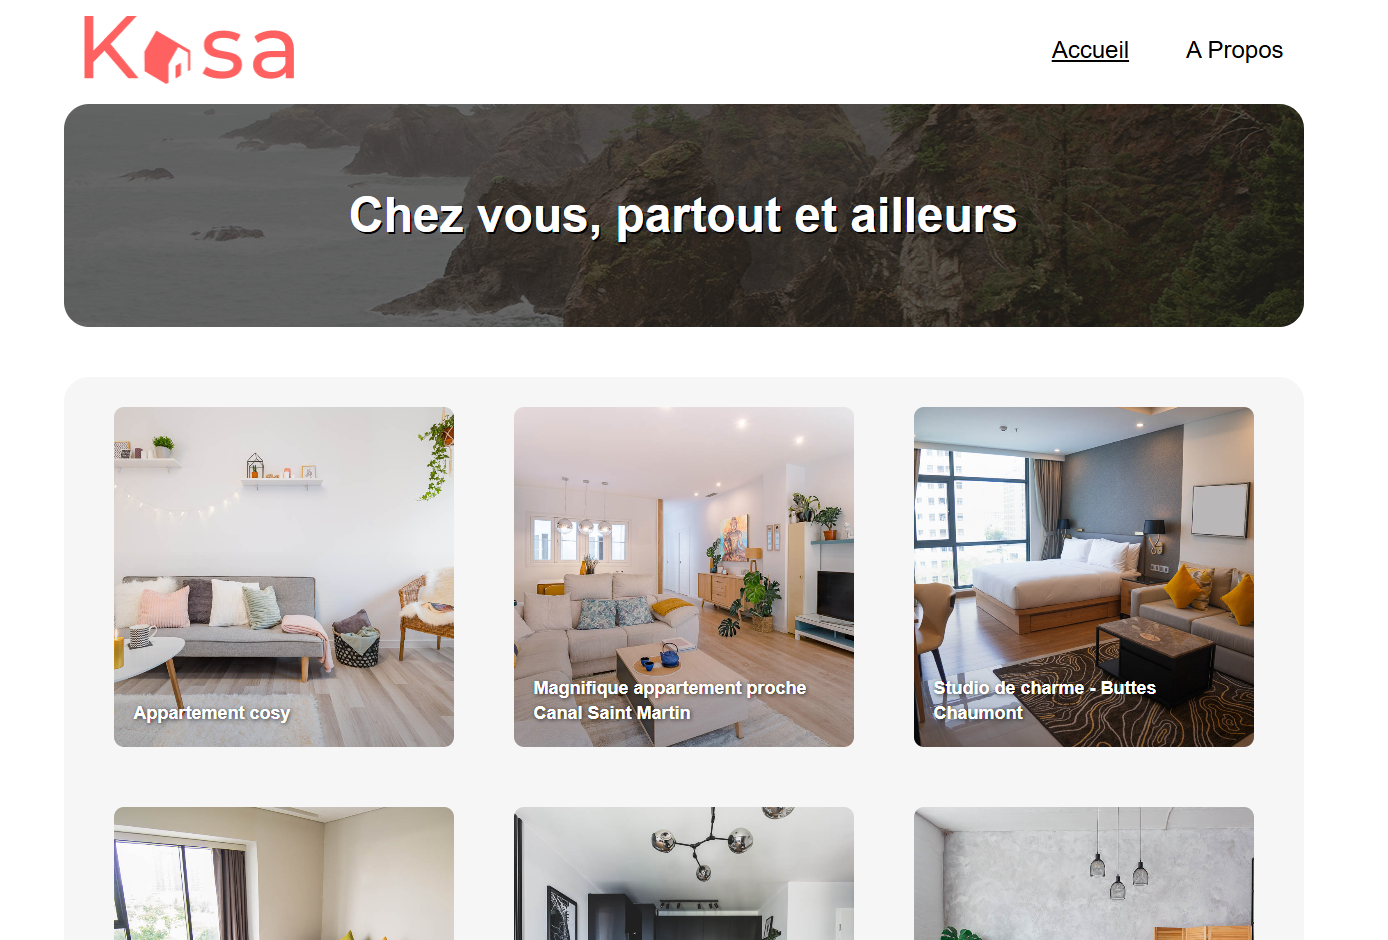 Kasa
Accueil
A Propos
Chez vous, partout et ailleurs
Appartement cosy
Magnifique appartement proche
Canal Saint Martin
Studio de charme - Buttes
Chaumont